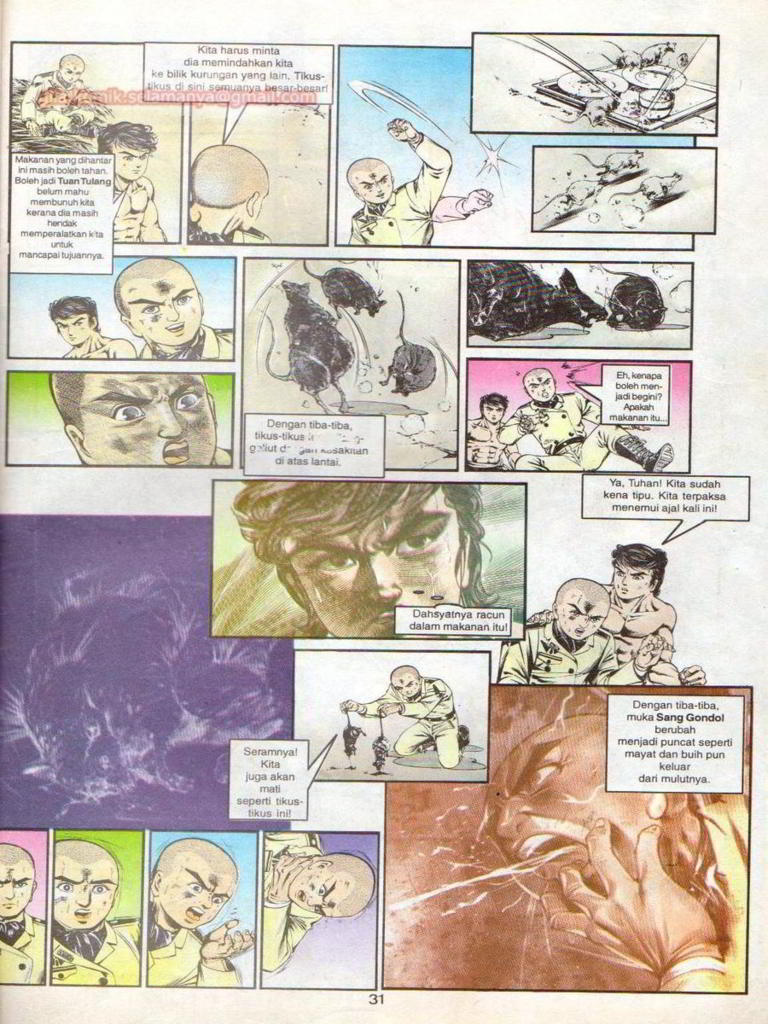 Kita harus minta
dia memindahkan kita
ke bilik kurungan yang lain. Tikus-
tikus di sini semuanya besar-besar!
selamanya@gmail.com
Makanan yang dihantar
ini masih boleh tahan.
Boleh jadi Tuan Tulang
belum mahu
membunuh kita
kerana dia masih
hendak
memperalatkan kita
untuk
mancapai tujuannya.
Dengan tiba-tiba,
tikus-tikus
kesakitan
di atas lantai.
Eh, kenapa
boleh men-
jadi begini?
Apakah
makanan itu...
Ya, Tuhan! Kita sudah
kena tipu. Kita terpaksa
menemui ajal kali ini!
Dahsyatnya racun
dalam makanan itu!
Seramnya!
Kita
juga akan
mati
seperti tikus-
tikus ini!
Dengan tiba-tiba,
muka Sang Gondol
berubah
menjadi puncat seperti
mayat dan buih pun
keluar
dari mulutnya.
31